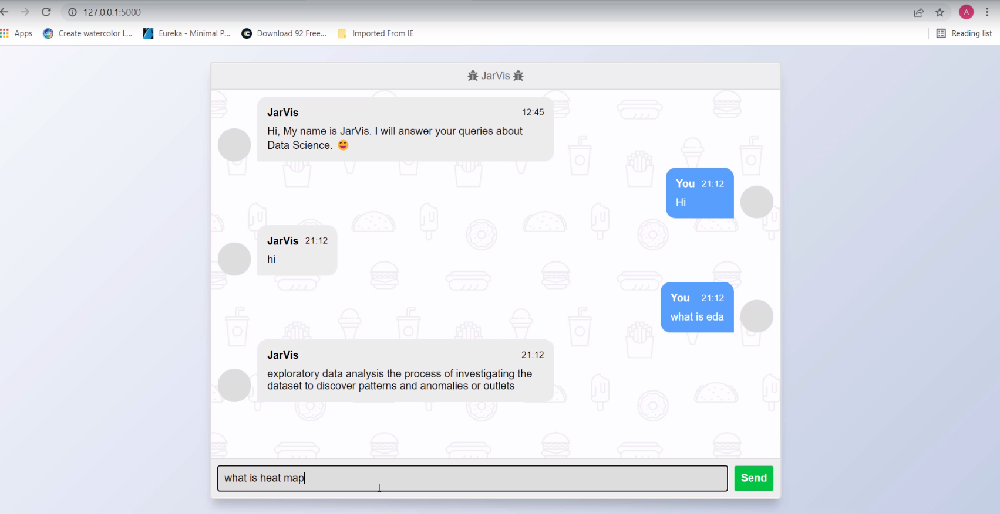 127.0.0.1:5000
A
Apps
Create watercolor L...
Eureka - Minimal P...
Download 92 Free...
Imported From IE
Reading list
JarVis
JarVis 12:45
Hi, My name is JarVis. I will answer your queries about
Data Science. 😄
You 21:12
Hi
JarVis 21:12
hi
You 21:12
what is eda
JarVis 21:12
exploratory data analysis the process of investigating the
dataset to discover patterns and anomalies or outlets
what is heat map
Send